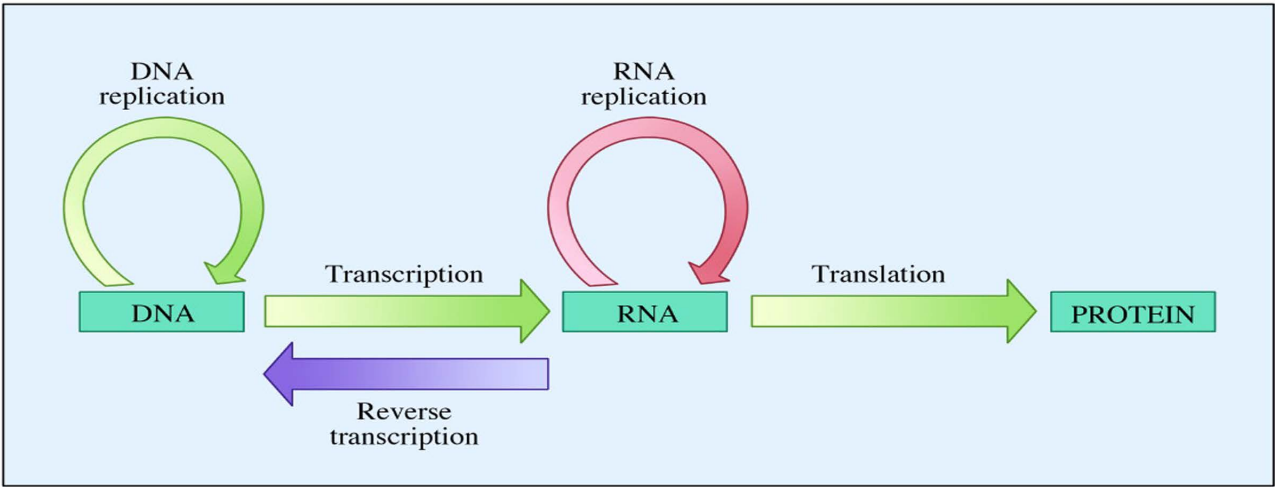 DNA
replication
RNA
replication
Transcription
Translation
DNA
RNA
PROTEIN
Reverse
transcription